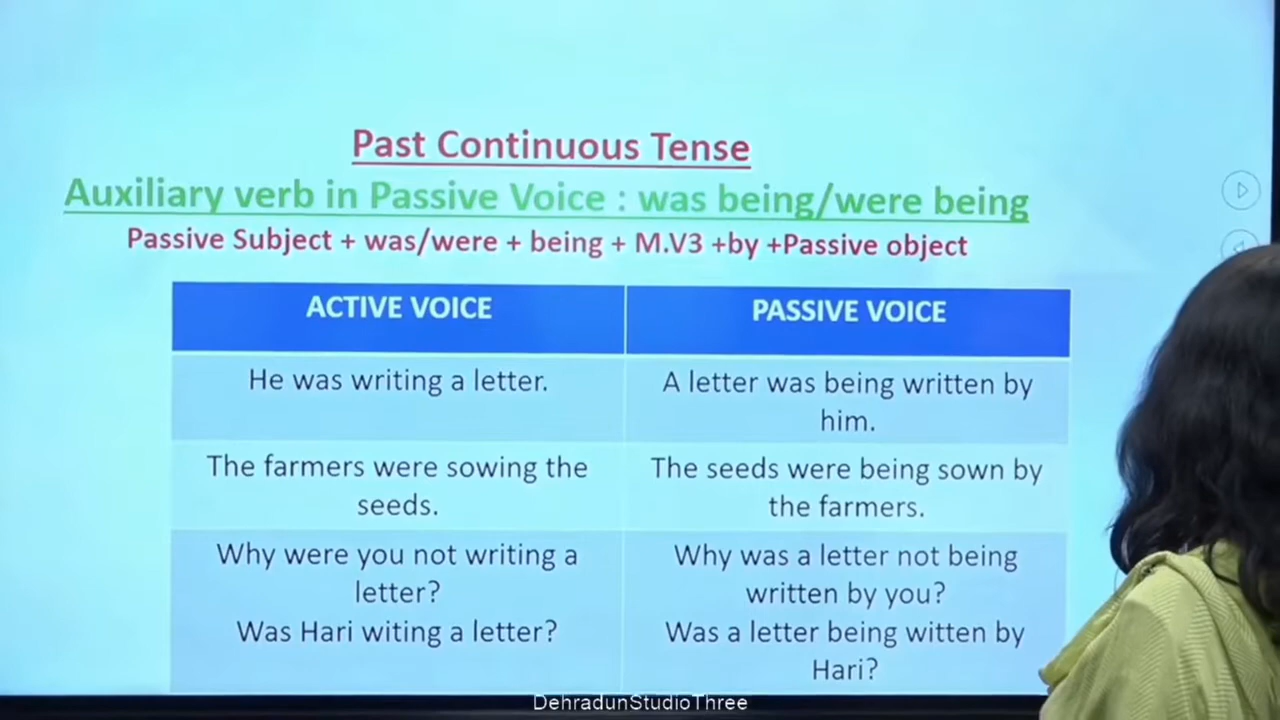 Past Continuous Tense
Auxiliary verb in Passive Voice : was being/were being
Passive Subject + was/were + being + M.V3 +by +Passive object
ACTIVE VOICE
PASSIVE VOICE
He was writing a letter.
A letter was being written by
him.
The farmers were sowing the
seeds.
The seeds were being sown by
the farmers.
Why were you not writing a
letter?
Was Hari witing a letter?
Why was a letter not being
written by you?
Was a letter being witten by
Hari?
DehradunStudioThree